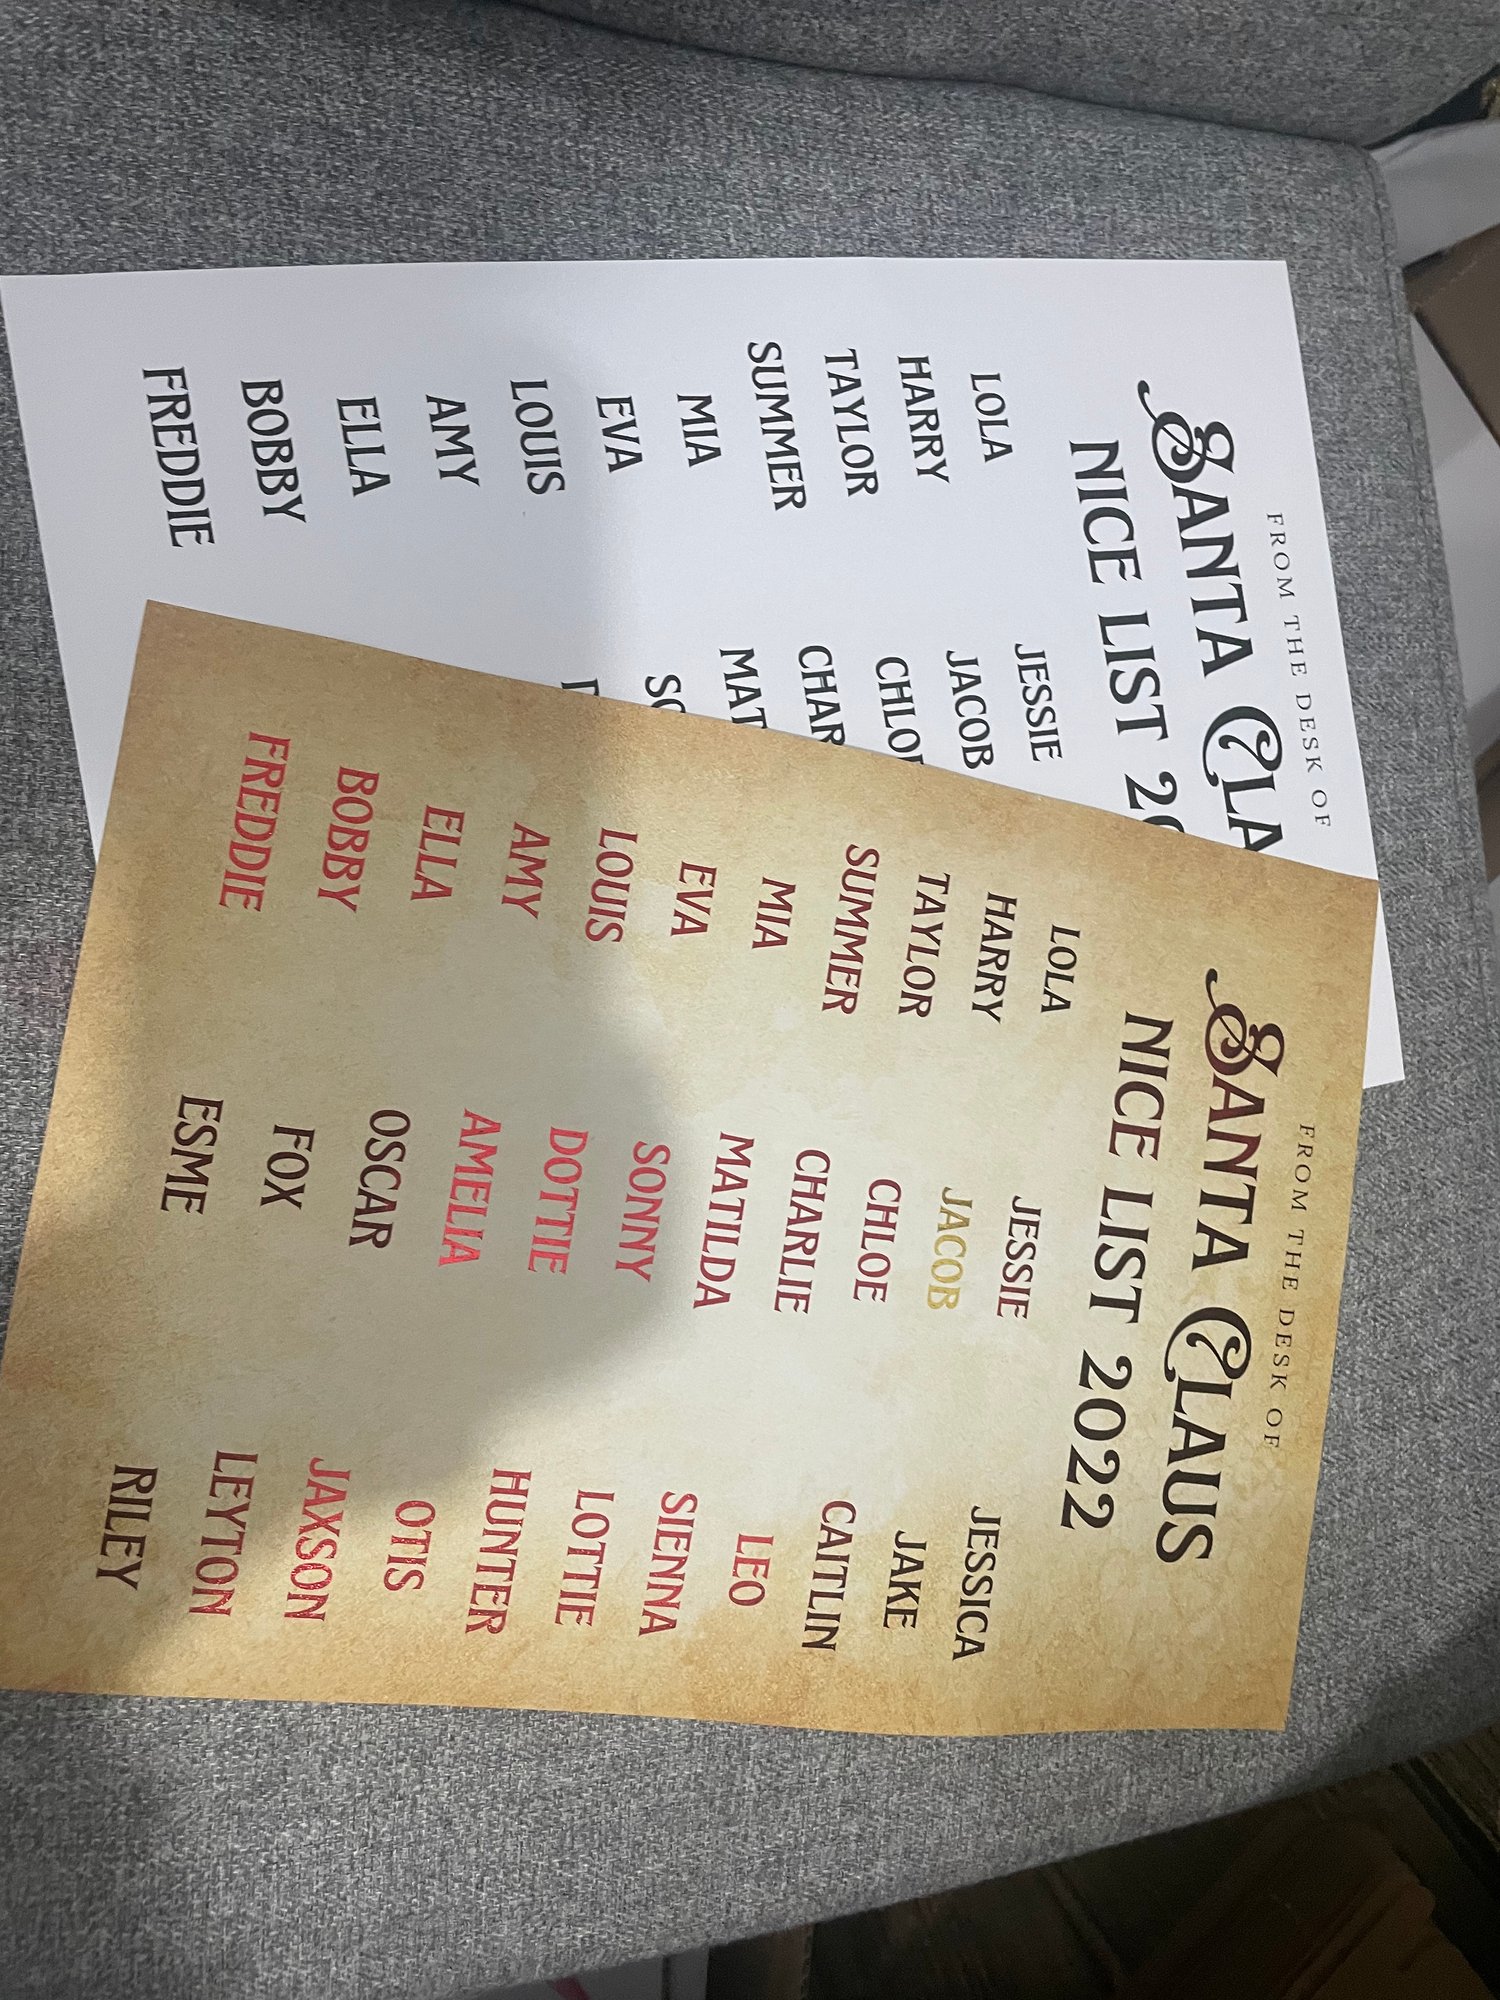 FROM THE DESK OF
SANTA CLA
NICE LIST
LOLA
HARRY
TAYLOR
SUMMER
MIA
EVA
LOUIS
AMY
ELLA
BOBBY
FREDDIE
JESSIE
JACOB
FROM THE DESK OF
SANTA CLAUS
NICE LIST 2022
LOLA
HARRY
TAYLOR
SUMMER
MIA
EVA
LOUIS
AMY
ELLA
BOBBY
FREDDIE
JESSIE
JACOB
CHLOE
CHARLIE
MATILDA
SONNY
DOTTIE
AMELIA
OSCAR
FOX
ESME
JESSICA
JAKE
CAITLIN
LEO
SIENNA
LOTTIE
HUNTER
OTIS
JAXSON
LEYTON
RILEY